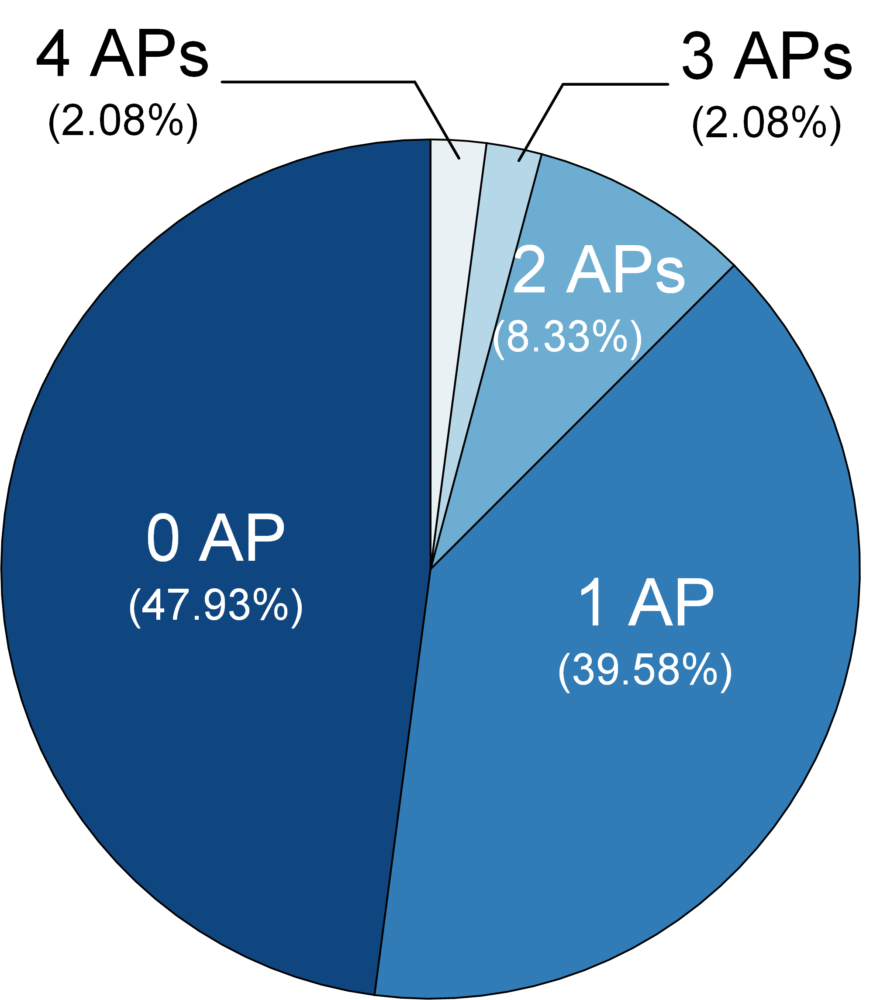 4 APs
(2.08%)
3 APs
(2.08%)
2 APs
(8.33%)
0 AP
(47.93%)
1 AP
(39.58%)